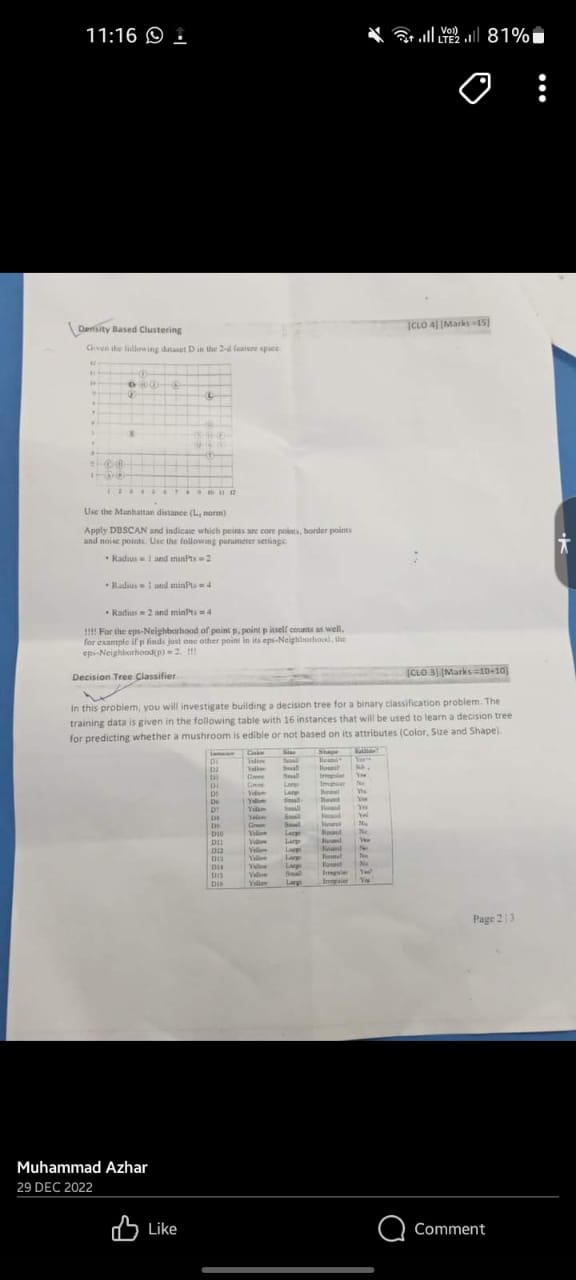 11:16
Vo))
LTE2
81%
Density Based Clustering
[CLO 4] [Marks =15]
Given the following dataset D in the 2-d feature space
1 2 3 4 5 6 7 8 9 10 11 12
Use the Manhattan distance (L, norm)
Apply DBSCAN and indicate which points are core points, border points
and noise points. Use the following parameter settings:
• Radius = 1 and minPts = 2
• Radius = 1 and minPts = 4
• Radius = 2 and minPts = 4
!!!! For the eps-Neighborhood of point p, point p itself counts as well,
for example if p finds just one other point in its eps-Neighborhood, the
eps-Neighborhood(p) = 2. !!!
Decision Tree Classifier
[CLO 3] [Marks =10+10]
In this problem, you will investigate building a decision tree for a binary classification problem. The
training data is given in the following table with 16 instances that will be used to learn a decision tree
for predicting whether a mushroom is edible or not based on its attributes (Color, Size and Shape).
Instance Color Size Shape Edible?
D1 Yellow Small Round Yes
D2 Yellow Small Round No
D3 Green Small Irregular Yes
D4 Green Large Irregular No
D5 Yellow Large Round Yes
D6 Yellow Small Round Yes
D7 Yellow Small Round Yes
D8 Yellow Small Round Yes
D9 Green Small Round No
D10 Yellow Large Round No
D11 Yellow Large Round Yes
D12 Yellow Large Round No
D13 Yellow Large Round No
D14 Yellow Large Round No
D15 Yellow Small Irregular Yes
D16 Yellow Large Irregular Yes
Page 2 | 3
Muhammad Azhar
29 DEC 2022
Like
Comment